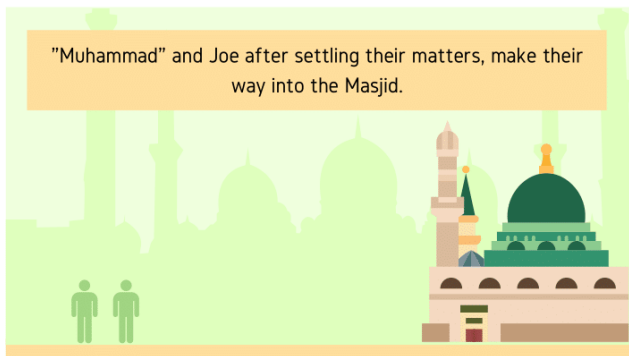 ”Muhammad” and Joe after settling their matters, make their
way into the Masjid.